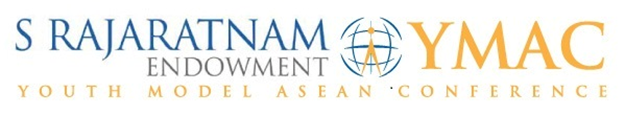 S RAJARATNAM
ENDOWMENT
YMAC
YOUTH MODEL ASEAN CONFERENCE